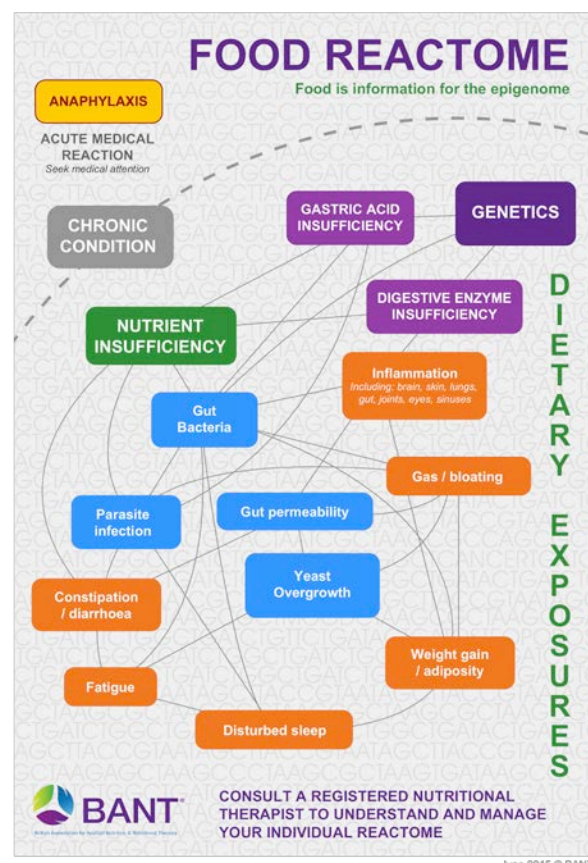 FOOD REACTOME
Food is information for the epigenome
ANAPHYLAXIS
ACUTE MEDICAL
REACTION
Seek medical attention
CHRONIC
CONDITION
GASTRIC ACID
INSUFFICIENCY
GENETICS
NUTRIENT
INSUFFICIENCY
DIGESTIVE ENZYME
INSUFFICIENCY
Inflammation
Including: brain, skin, lungs,
gut, joints, eyes, sinuses
Gut
Bacteria
Gas / bloating
Parasite
infection
Gut permeability
Yeast
Overgrowth
Constipation
/ diarrhoea
Weight gain
/ adiposity
Fatigue
Disturbed sleep
DIETARY EXPOSURES
BANT
CONSULT A REGISTERED NUTRITIONAL
THERAPIST TO UNDERSTAND AND MANAGE
YOUR INDIVIDUAL REACTOME